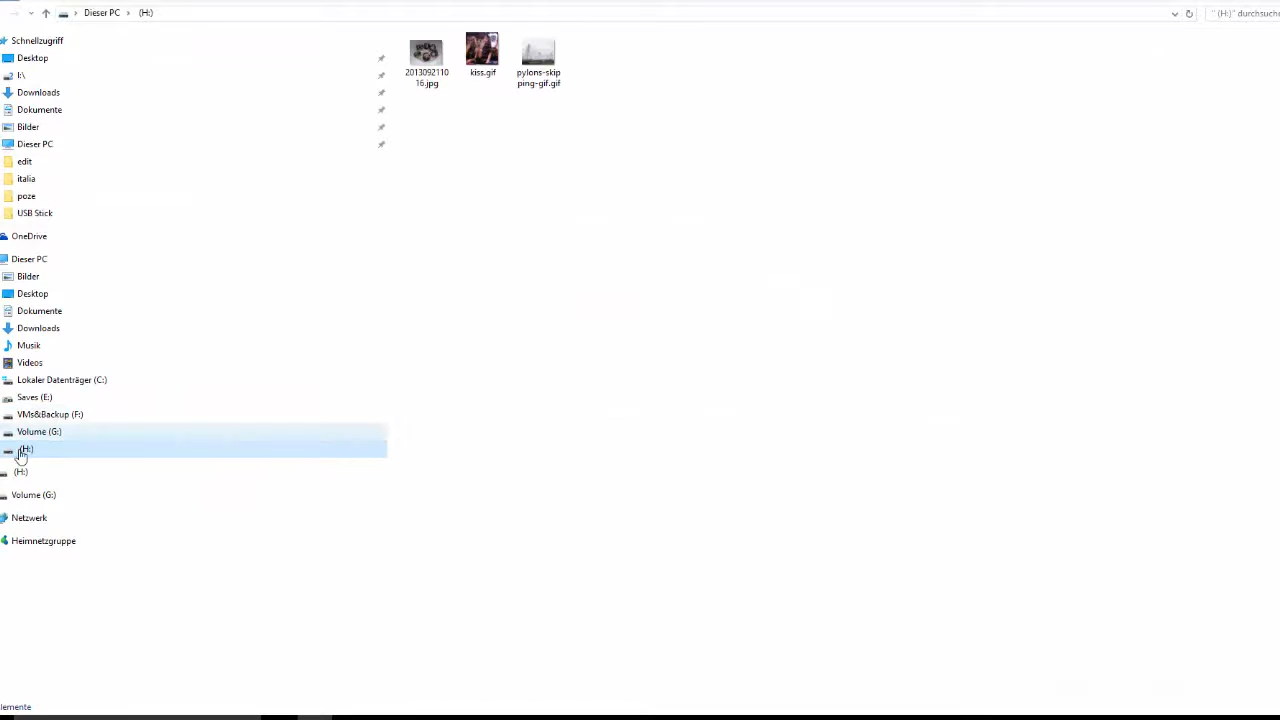 Dieser PC > (H:)
" (H:)" durchsuche
Schnellzugriff
Desktop
I:\
Downloads
Dokumente
Bilder
Dieser PC
edit
italia
poze
USB Stick
OneDrive
Dieser PC
Bilder
Desktop
Dokumente
Downloads
Musik
Videos
Lokaler Datenträger (C:)
Saves (E:)
VMs&Backup (F:)
Volume (G:)
(H:)
(H:)
Volume (G:)
Netzwerk
Heimnetzgruppe
2013092110
16.jpg
kiss.gif
pylons-skip
ping-gif.gif
lemente